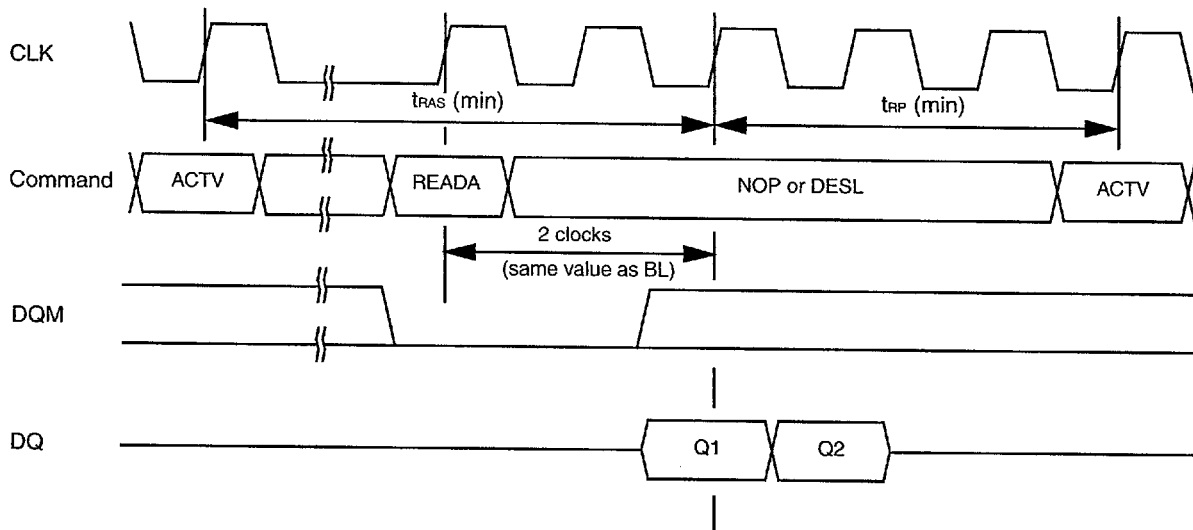 CLK
tRAS (min)
tRP (min)
Command
ACTV
READA
NOP or DESL
ACTV
2 clocks
(same value as BL)
DQM
DQ
Q1
Q2